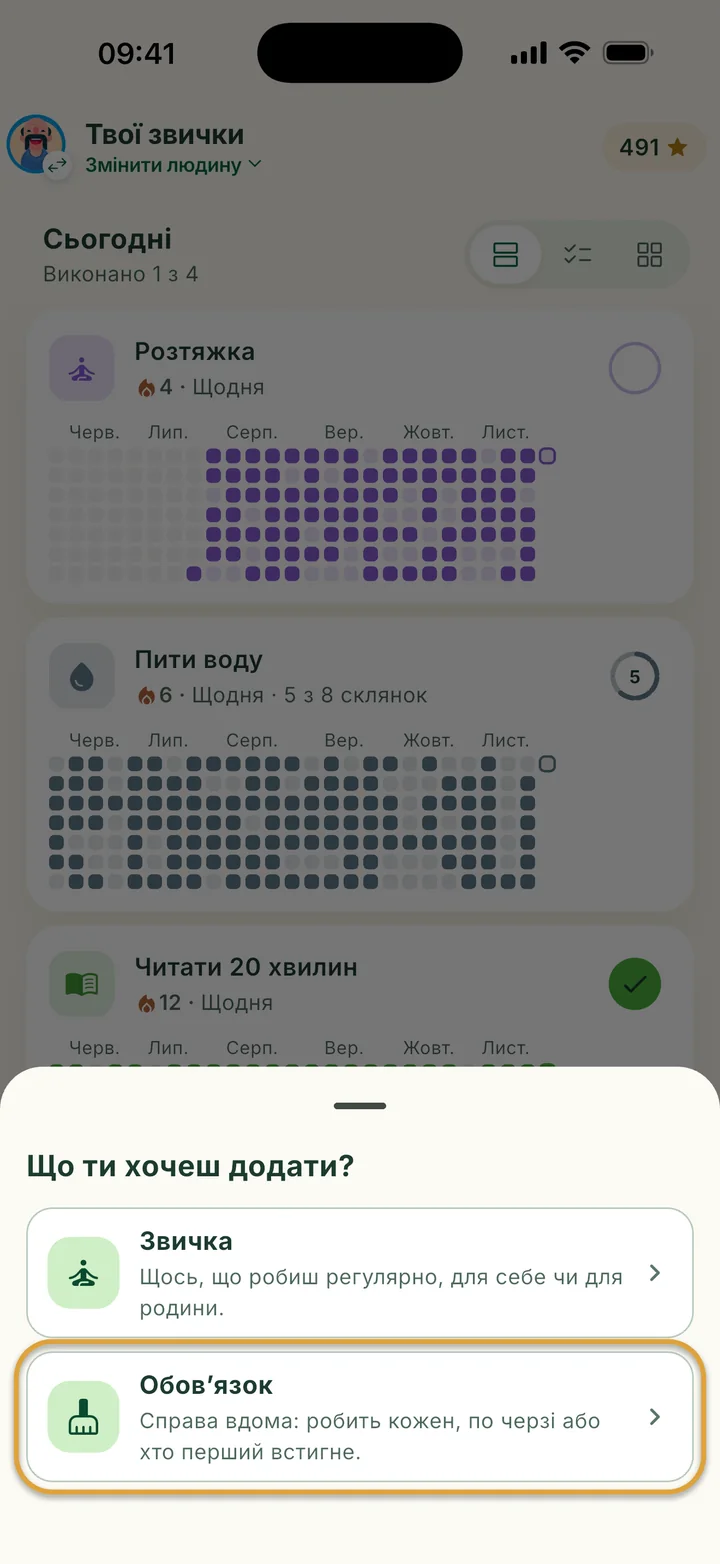 09:41
Твої звички
Змінити людину
491
Сьогодні
Виконано 1 з 4
Розтяжка
4 · Щодня
Черв. Лип. Серп. Вер. Жовт. Лист.
Пити воду
6 · Щодня · 5 з 8 склянок
5
Черв. Лип. Серп. Вер. Жовт. Лист.
Читати 20 хвилин
12 · Щодня
Черв. Лип. Серп. Вер. Жовт. Лист.
Що ти хочеш додати?
Звичка
Щось, що робиш регулярно, для себе чи для
родини.
Обов’язок
Справа вдома: робить кожен, по черзі або
хто перший встигне.